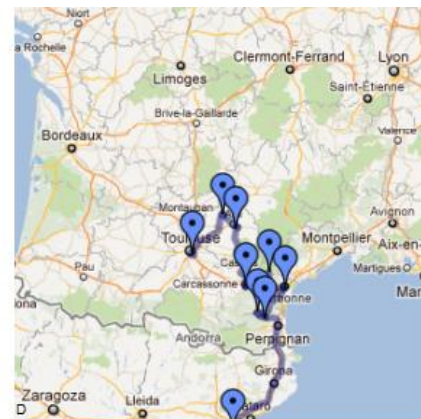 Niort
La Rochelle
Limoges
Clermont-Ferrand
Lyon
Saint-Étienne
Brive-la-Gaillarde
Bordeaux
Valence
Montauban
Avignon
Toulouse
Montpellier
Aix-en-
Pau
Carcassonne
Martigues
Mar
ona
Perpignan
Andorra
Girona
D
Zaragoza
Lleida